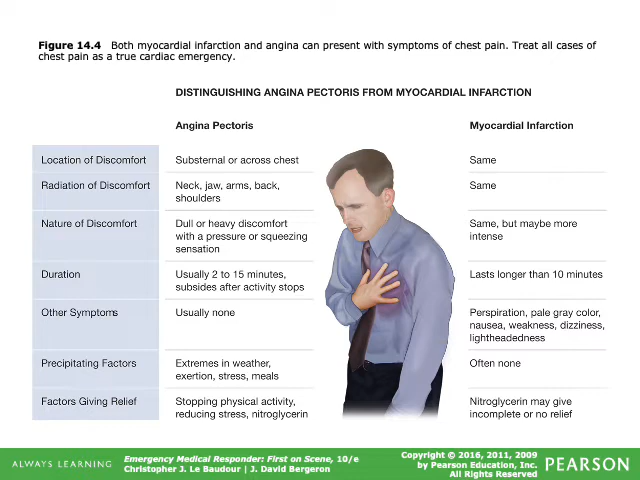 Figure 14.4 Both myocardial infarction and angina can present with symptoms of chest pain. Treat all cases of
chest pain as a true cardiac emergency.
DISTINGUISHING ANGINA PECTORIS FROM MYOCARDIAL INFARCTION
Angina Pectoris
Myocardial Infarction
Location of Discomfort
Substernal or across chest
Same
Radiation of Discomfort
Neck, jaw, arms, back,
shoulders
Same
Nature of Discomfort
Dull or heavy discomfort
with a pressure or squeezing
sensation
Same, but maybe more
intense
Duration
Usually 2 to 15 minutes,
subsides after activity stops
Lasts longer than 10 minutes
Other Symptoms
Usually none
Perspiration, pale gray color,
nausea, weakness, dizziness,
lightheadedness
Precipitating Factors
Extremes in weather,
exertion, stress, meals
Often none
Factors Giving Relief
Stopping physical activity,
reducing stress, nitroglycerin
Nitroglycerin may give
incomplete or no relief
ALWAYS LEARNING
Emergency Medical Responder: First on Scene, 10/e
Christopher J. Le Baudour | J. David Bergeron
Copyright © 2016, 2011, 2009
by Pearson Education, Inc.
All Rights Reserved
PEARSON